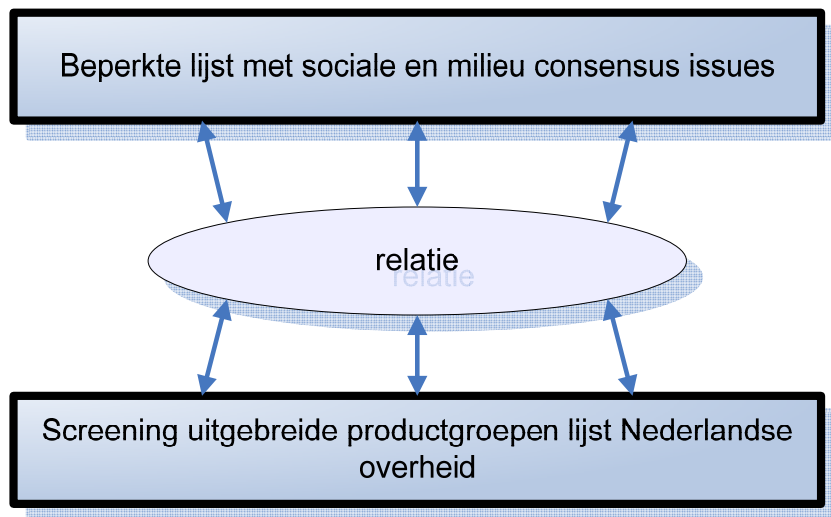 Beperkte lijst met sociale en milieu consensus issues
relatie
Screening uitgebreide productgroepen lijst Nederlandse
overheid